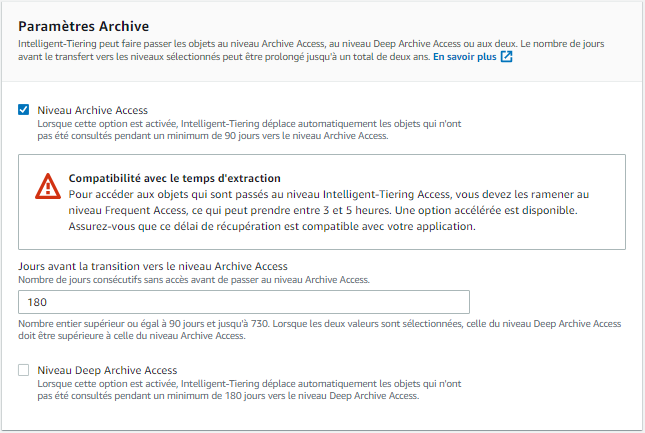 Paramètres Archive
Intelligent-Tiering peut faire passer les objets au niveau Archive Access, au niveau Deep Archive Access ou aux deux. Le nombre de jours
avant le transfert vers les niveaux sélectionnés peut être prolongé jusqu'à un total de deux ans. En savoir plus
Niveau Archive Access
Lorsque cette option est activée, Intelligent-Tiering déplace automatiquement les objets qui n'ont
pas été consultés pendant un minimum de 90 jours vers le niveau Archive Access.
Compatibilité avec le temps d'extraction
Pour accéder aux objets qui sont passés au niveau Intelligent-Tiering Access, vous devez les ramener au
niveau Frequent Access, ce qui peut prendre entre 3 et 5 heures. Une option accélérée est disponible.
Assurez-vous que ce délai de récupération est compatible avec votre application.
Jours avant la transition vers le niveau Archive Access
Nombre de jours consécutifs sans accès avant de passer au niveau Archive Access.
180
Nombre entier supérieur ou égal à 90 jours et jusqu'à 730. Lorsque les deux valeurs sont sélectionnées, celle du niveau Deep Archive Access
doit être supérieure à celle du niveau Archive Access.
Niveau Deep Archive Access
Lorsque cette option est activée, Intelligent-Tiering déplace automatiquement les objets qui n'ont
pas été consultés pendant un minimum de 180 jours vers le niveau Deep Archive Access.